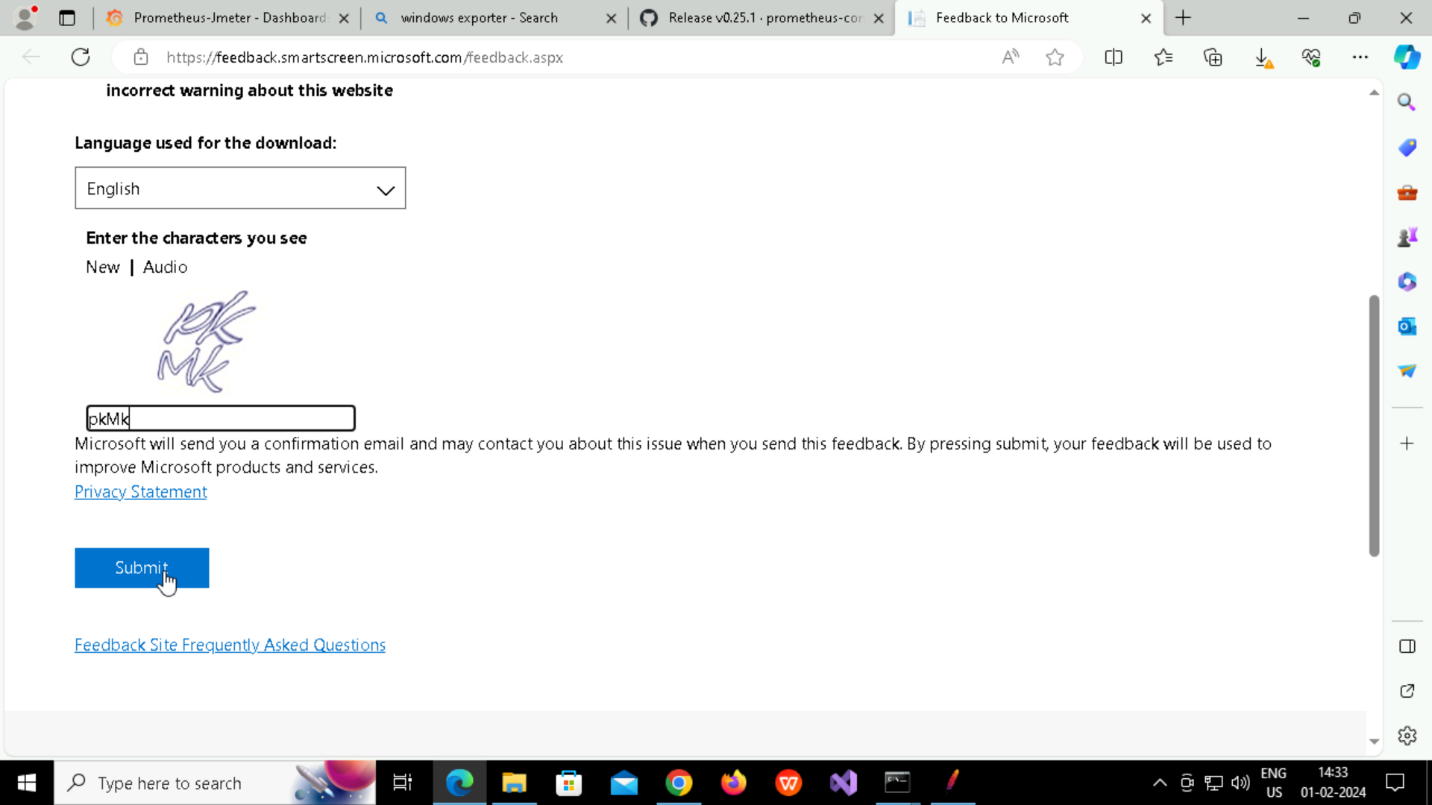 Prometheus-Jmeter - Dashboard
windows exporter - Search
Release v0.25.1 · prometheus-con
Feedback to Microsoft
https://feedback.smartscreen.microsoft.com/feedback.aspx
incorrect warning about this website
Language used for the download:
English
Enter the characters you see
New | Audio
pK
Mk
pkMk
Microsoft will send you a confirmation email and may contact you about this issue when you send this feedback. By pressing submit, your feedback will be used to
improve Microsoft products and services.
Privacy Statement
Submit
Feedback Site Frequently Asked Questions
Type here to search
ENG
US
14:33
01-02-2024